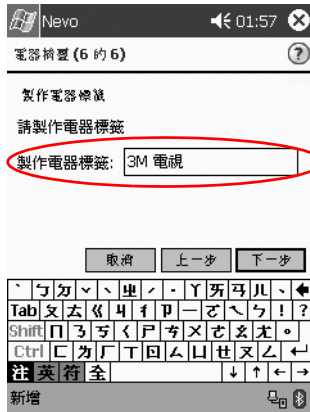 Nevo 01:57
電器摘要 (6 的 6)
製作電器標籤
請製作電器標籤
製作電器標籤: 3M 電視
取消 上一步 下一步
ˋ ㄅ ㄉ ˇ ˋ ㄓ ˊ ˙ ㄚ ㄞ ㄢ ㄦ 、
Tab ㄆ ㄊ ㄍ ㄐ ㄔ ㄗ ㄧ ㄛ ㄟ ㄣ ! ?
Shift ㄇ ㄋ ㄎ ㄑ ㄕ ㄘ ㄨ ㄜ ㄠ ㄤ 。
Ctrl ㄈ ㄌ ㄏ ㄒ ㄖ ㄙ ㄩ ㄝ ㄡ ㄥ ↵
注 英 符 全 ↓ ↑ ← →
新增